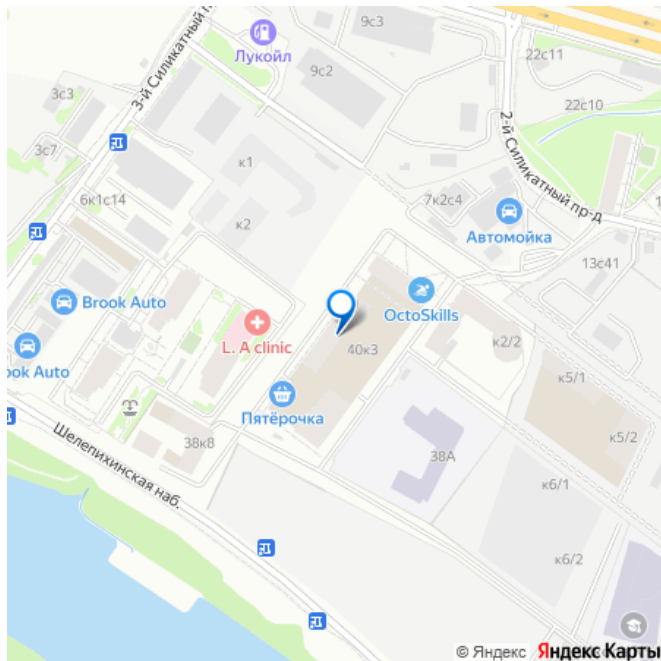 9с3
22с11
Лукойл
9с2
3с3
3-й Силикатный п
22с10
2-й Силикатный пр-д
3с7
к1
6к1с14
7к2с4
к2
Автомойка
13с41
Brook Auto
OctoSkills
L. A clinic
40к3
к2/2
ook Auto
к5/1
Пятёрочка
38к8
к5/2
Шелепихинская наб.
38А
к6/1
к6/2
© Яндекс Яндекс Карты